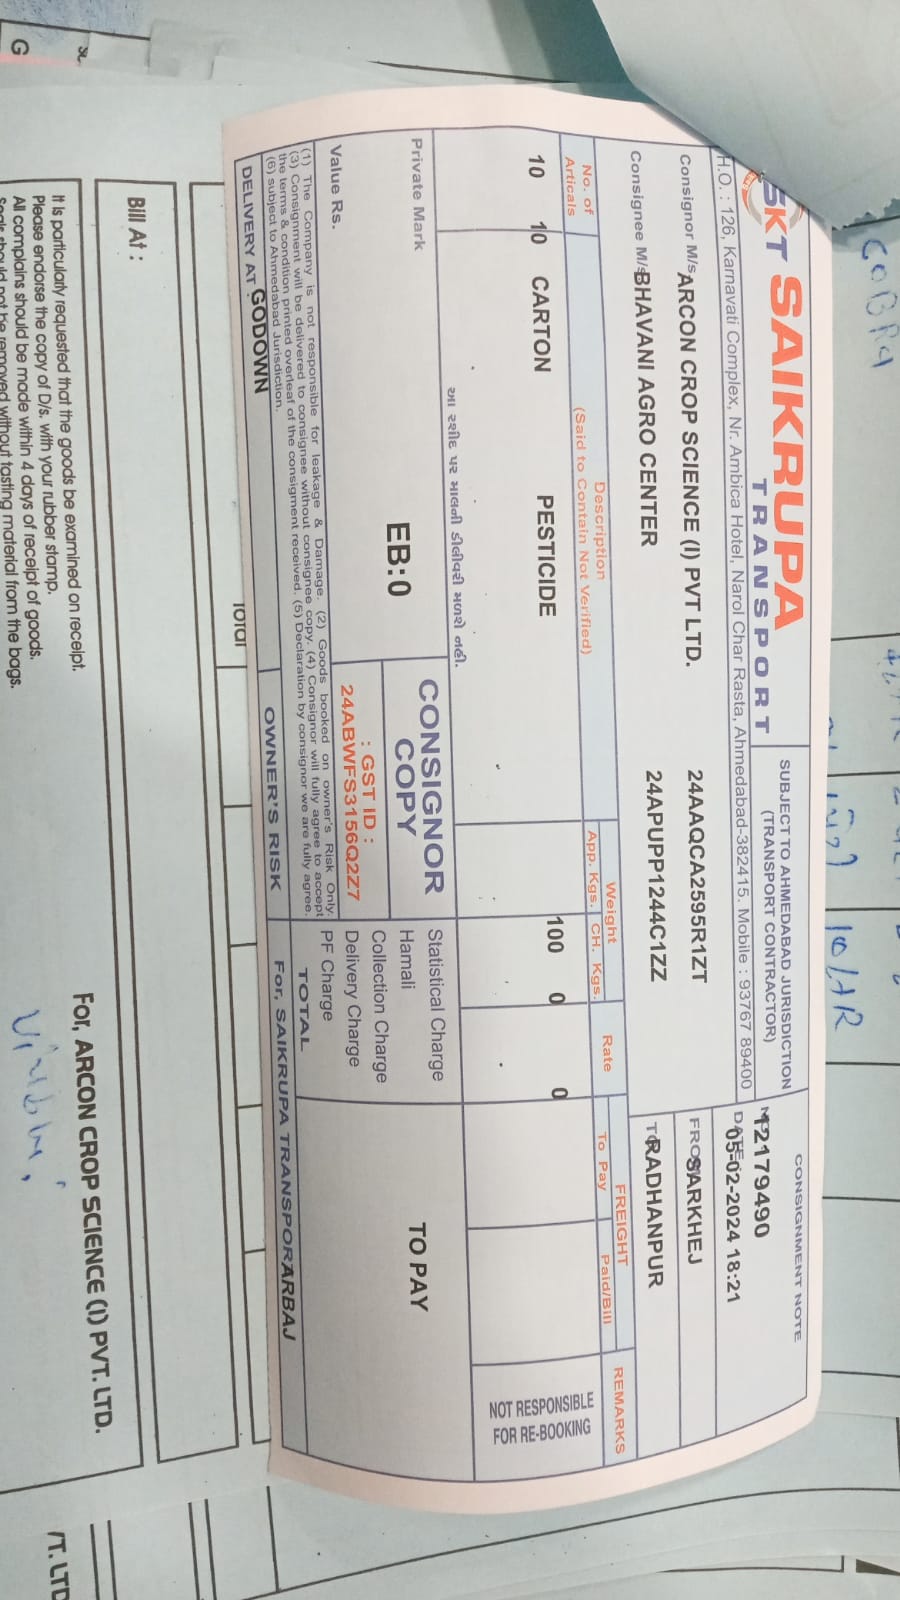 SKT SAIKRUPA
TRANSPORT
SUBJECT TO AHMEDABAD JURISDICTION
(TRANSPORT CONTRACTOR)
CONSIGNMENT NOTE
H.O. : 126, Karnavati Complex, Nr. Ambica Hotel, Narol Char Rasta, Ahmedabad-382415. Mobile : 93767 89400
12179490
DATE 05-02-2024 18:21
Consignor M/s ARCON CROP SCIENCE (I) PVT LTD. 24AAQCA2595R1ZT
FROM SARKHEJ
Consignee M/s BHAVANI AGRO CENTER 24APUPP1244C1ZZ
TO RADHANPUR
No. of Articals
Description
(Said to Contain Not Verified)
Weight
App. Kgs. CH. Kgs.
Rate
FREIGHT
To Pay Paid/Bill
REMARKS
10 10 CARTON PESTICIDE 100 0 0
NOT RESPONSIBLE
FOR RE-BOOKING
આ રસીદ પર માલની ડીલીવરી મળશે નહી.
Private Mark
EB:0
CONSIGNOR
COPY
: GST ID :
24ABWFS3156Q2Z7
Statistical Charge
Hamali
Collection Charge
Delivery Charge
PF Charge
TOTAL
TO PAY
Value Rs.
(1) The Company is not responsible for leakage & Damage. (2) Goods booked on owner's Risk Only.
(3) Consignment will be delivered to consignee without consignee copy. (4) Consignor will fully agree to accept
the terms & condition printed overleaf of the consigment received. (5) Declaration by consignor we are fully agree.
(6) subject to Ahmedabad Jurisdiction.
DELIVERY AT : GODOWN
OWNER'S RISK
For, SAIKRUPA TRANSPOR ARBAJ
Total
Bill At :
For, ARCON CROP SCIENCE (I) PVT. LTD.
It is particularly requested that the goods be examined on receipt.
Please endorse the copy of D/s. with your rubber stamp.
All complains should be mode within 4 days of receipt of goods.
Seals should not be removed without tasting material from the bags.
COBRA
10 LTR
T. LTD
G